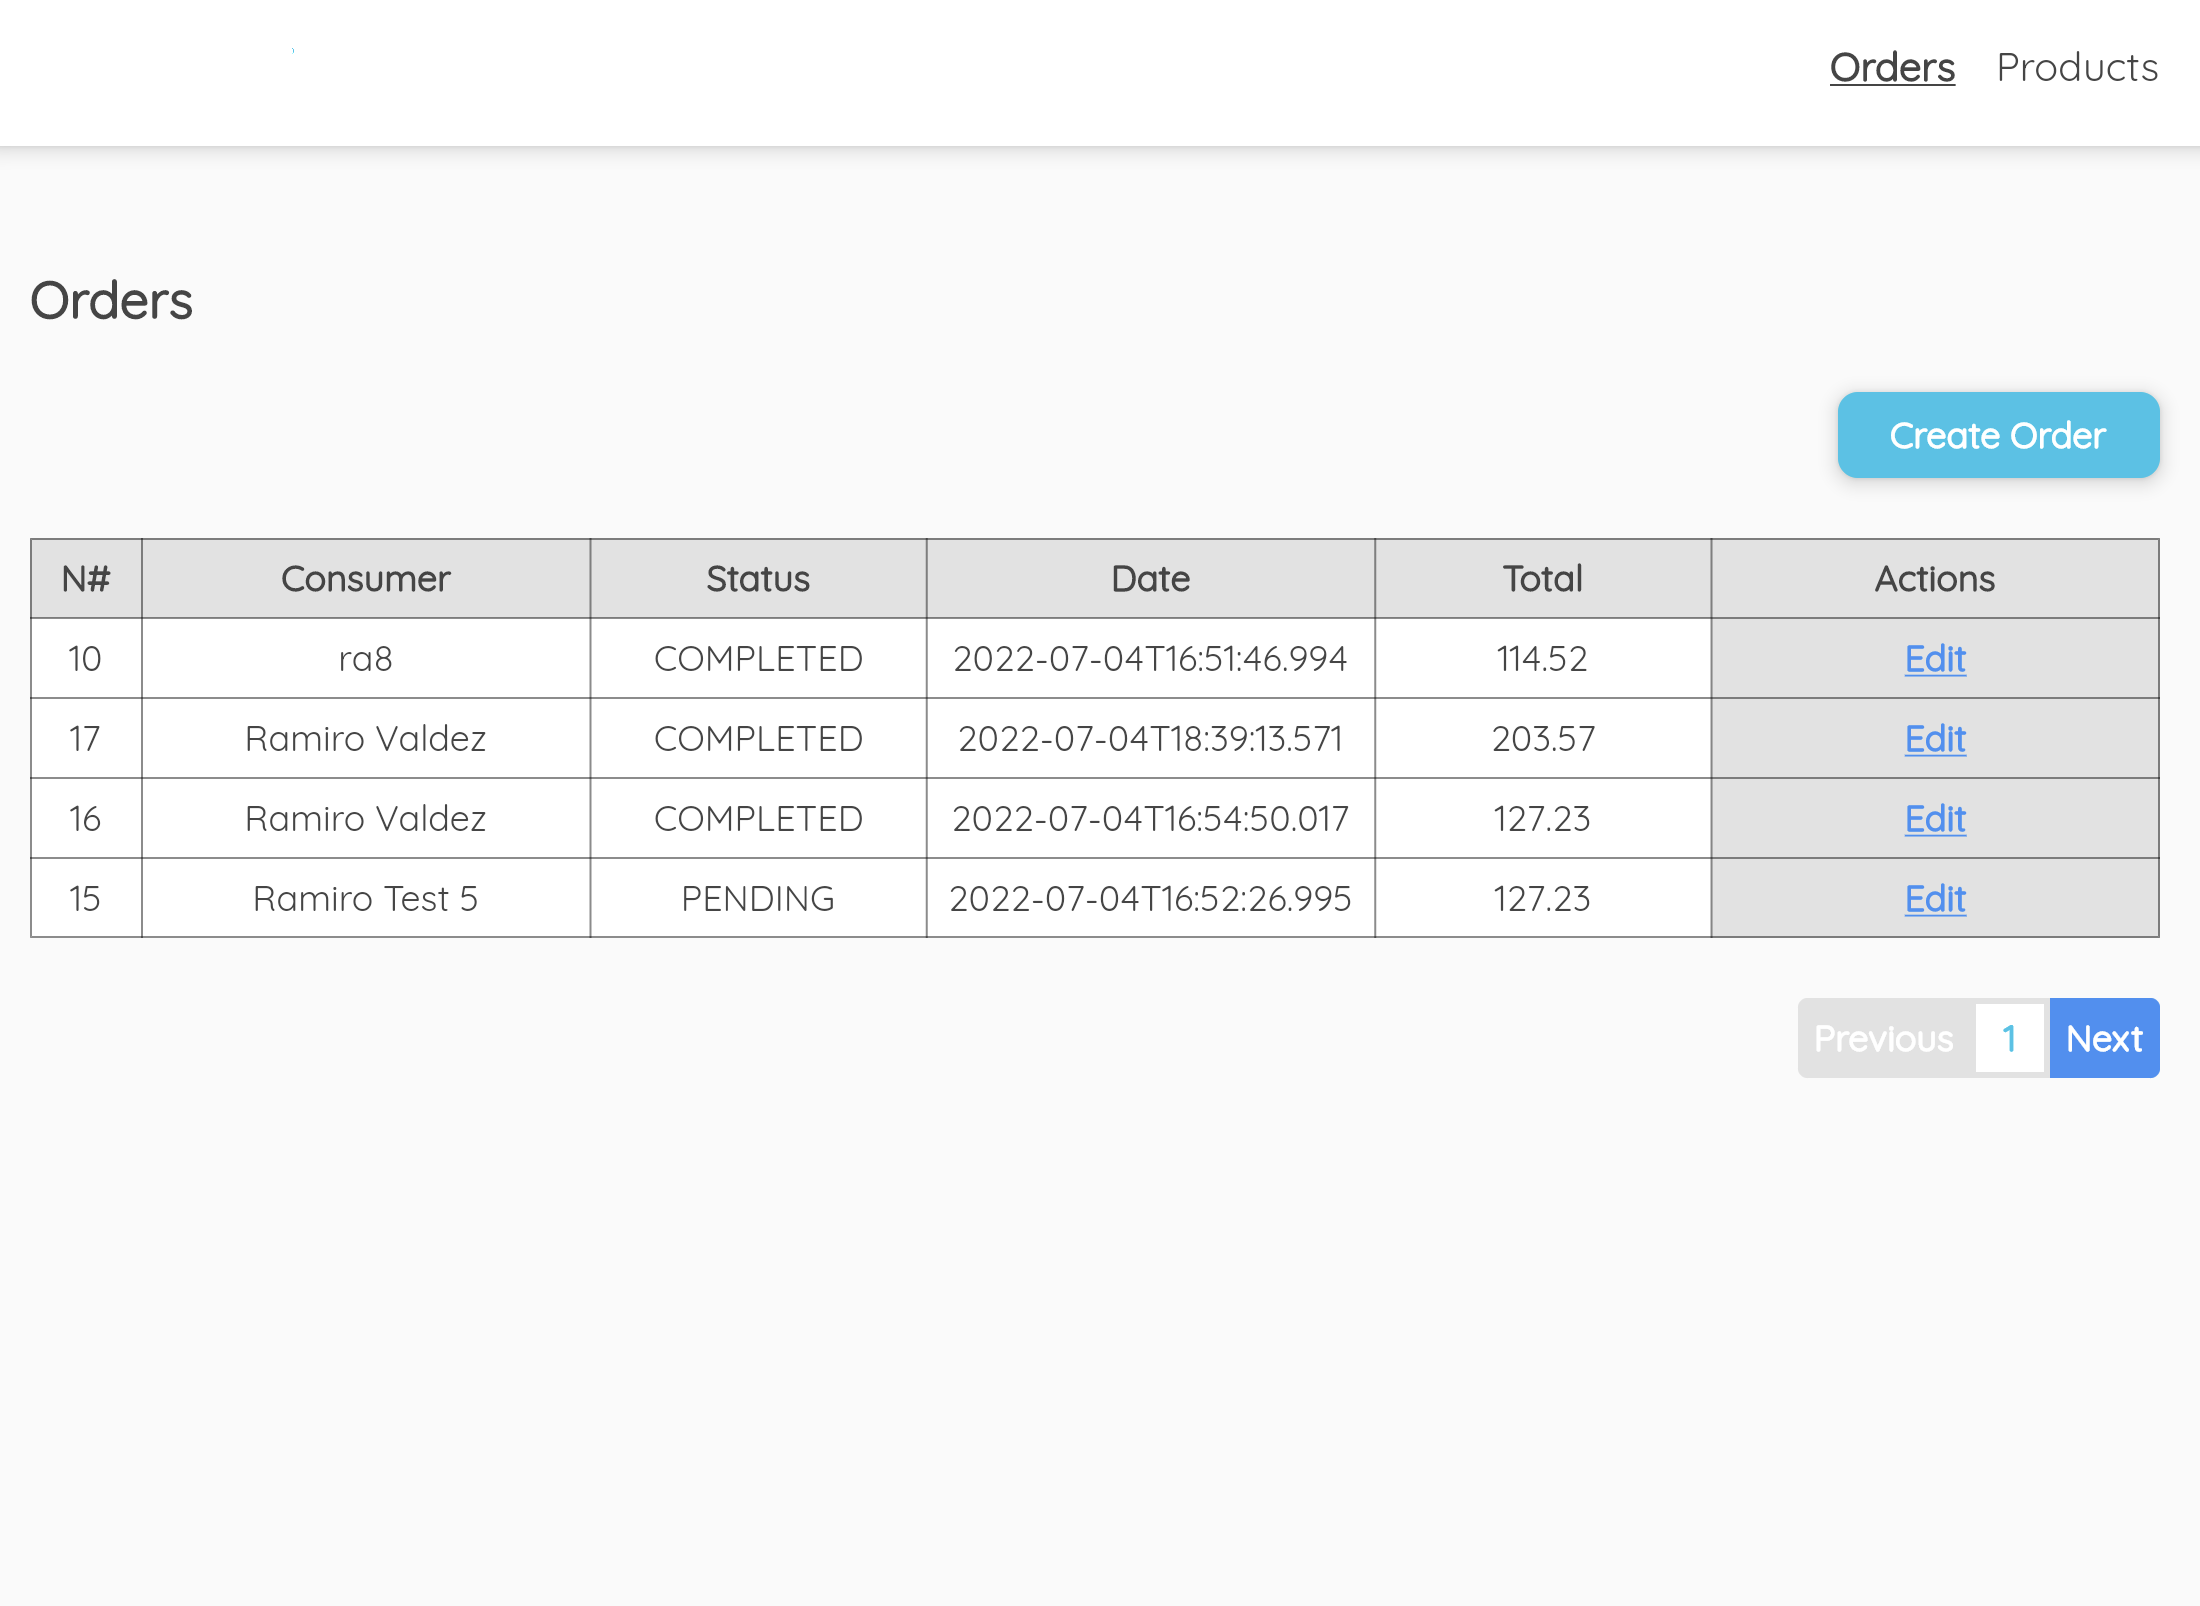 Orders Products
Orders
Create Order
N# Consumer Status Date Total Actions
10 ra8 COMPLETED 2022-07-04T16:51:46.994 114.52 Edit
17 Ramiro Valdez COMPLETED 2022-07-04T18:39:13.571 203.57 Edit
16 Ramiro Valdez COMPLETED 2022-07-04T16:54:50.017 127.23 Edit
15 Ramiro Test 5 PENDING 2022-07-04T16:52:26.995 127.23 Edit
Previous 1 Next